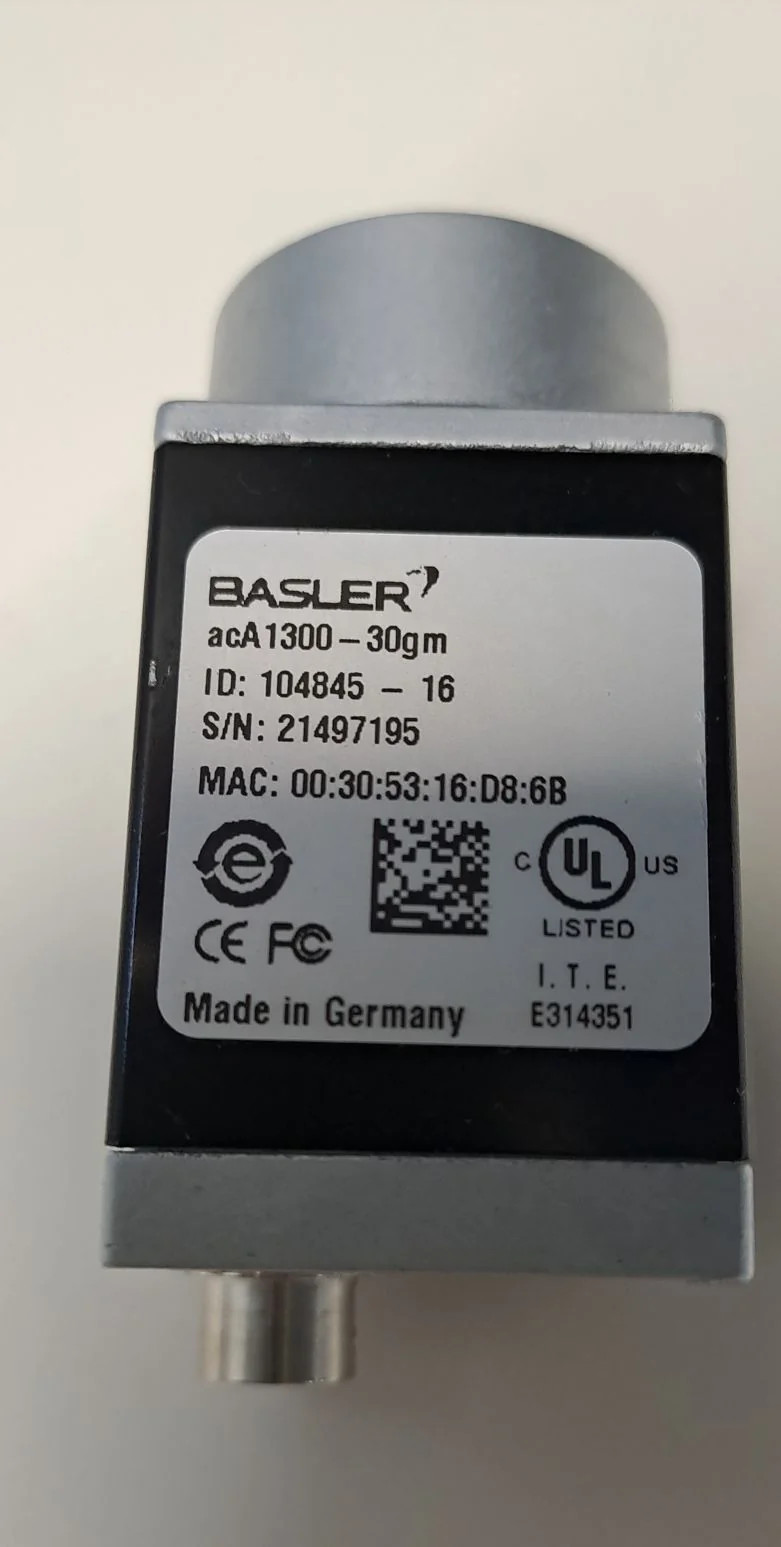 BASLER
acA1300-30gm
ID: 104845 - 16
S/N: 21497195
MAC: 00:30:53:16:D8:6B
e
C UL US
LISTED
CE FC
I. T. E.
Made in Germany
E314351